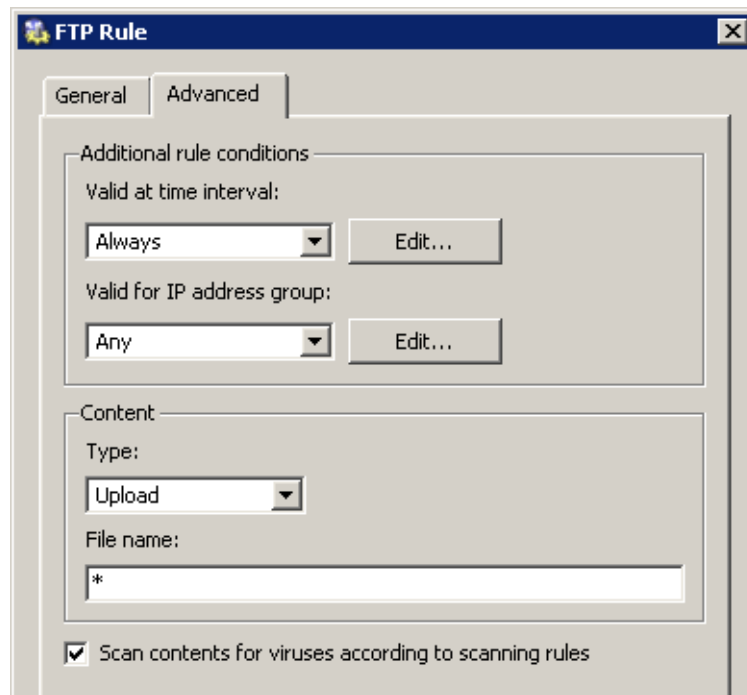 FTP Rule
General
Advanced
Additional rule conditions
Valid at time interval:
Always
Edit...
Valid for IP address group:
Any
Edit...
Content
Type:
Upload
File name:
*
Scan contents for viruses according to scanning rules